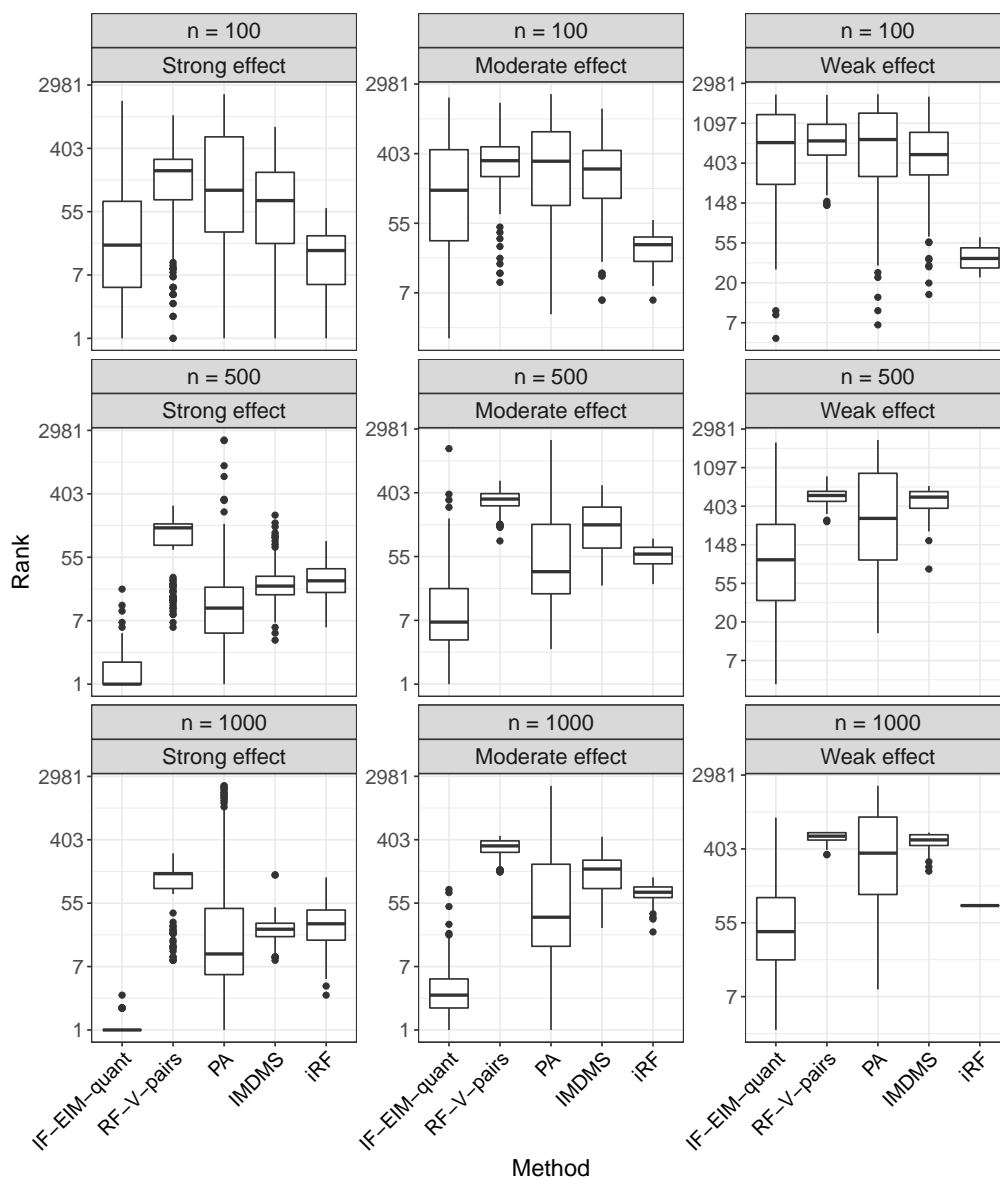 n = 100
Strong effect
2981
403
55
7
1
n = 100
Moderate effect
2981
403
55
7
n = 100
Weak effect
2981
1097
403
148
55
20
7
n = 500
Strong effect
2981
403
55
7
1
n = 500
Moderate effect
2981
403
55
7
1
n = 500
Weak effect
2981
1097
403
148
55
20
7
n = 1000
Strong effect
2981
403
55
7
1
n = 1000
Moderate effect
2981
403
55
7
1
n = 1000
Weak effect
2981
403
55
7
Rank
IF−EIM−quant
RF−V−pairs
PA
IMDMS
iRF
IF−EIM−quant
RF−V−pairs
PA
IMDMS
iRF
IF−EIM−quant
RF−V−pairs
PA
IMDMS
iRF
Method